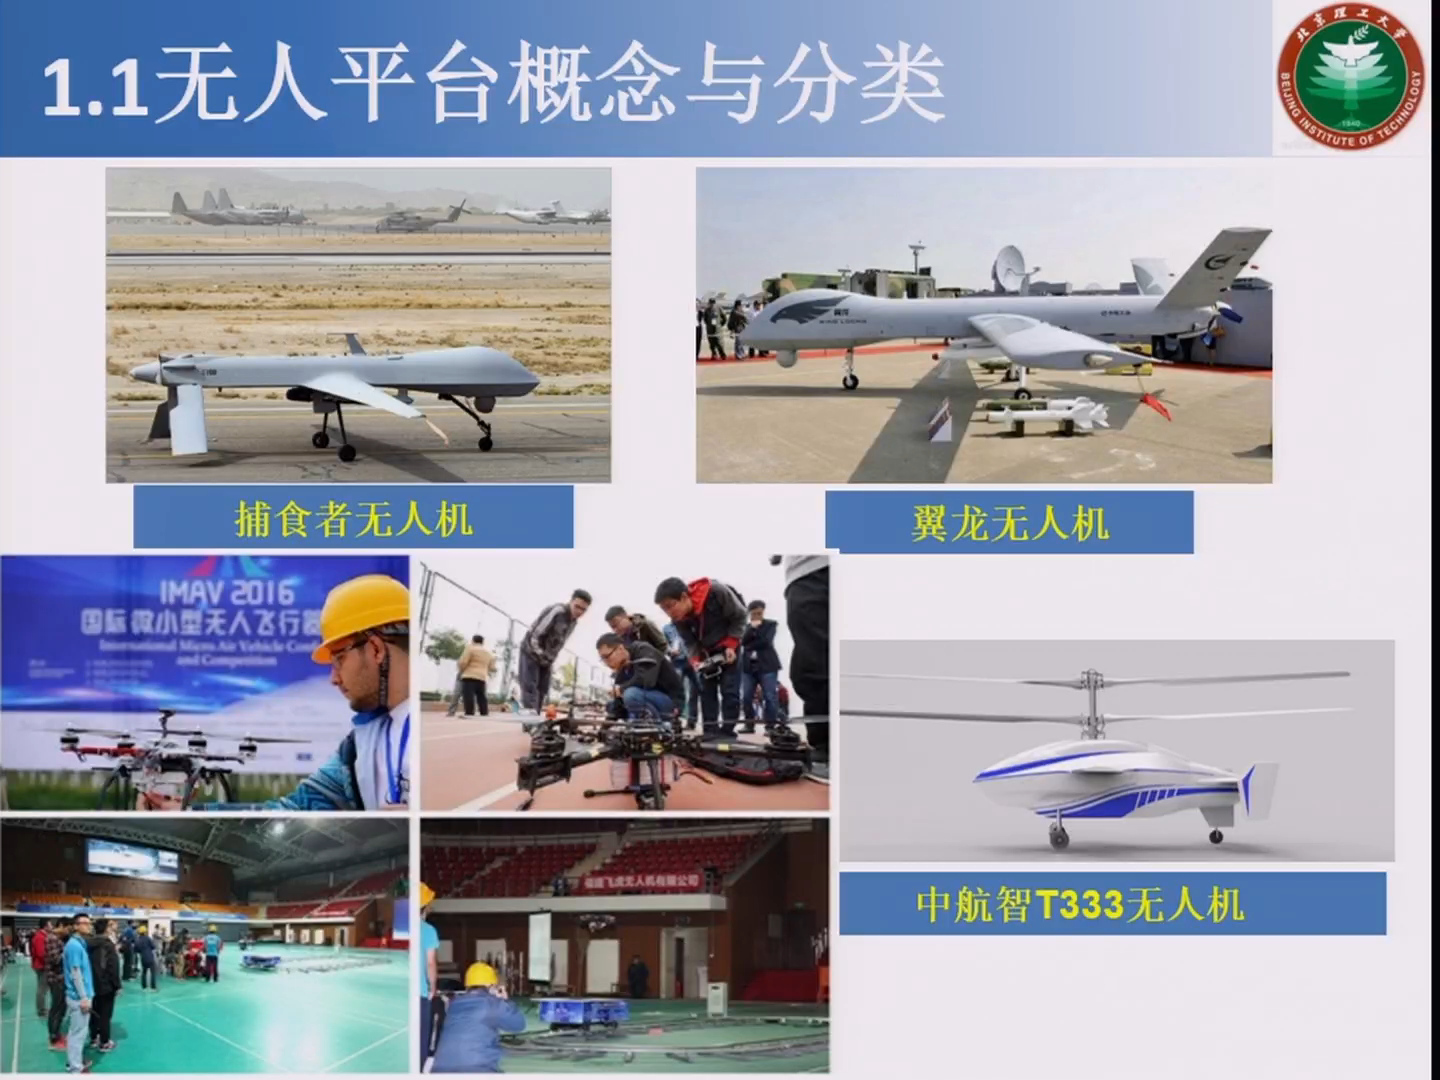 1.1无人平台概念与分类
北京理工大学
BEIJING INSTITUTE OF TECHNOLOGY
1940
捕食者无人机
翼龙无人机
IMAV 2016
国际微小型无人飞行器
International Micro Air Vehicle Conf
and Competition
中航智T333无人机